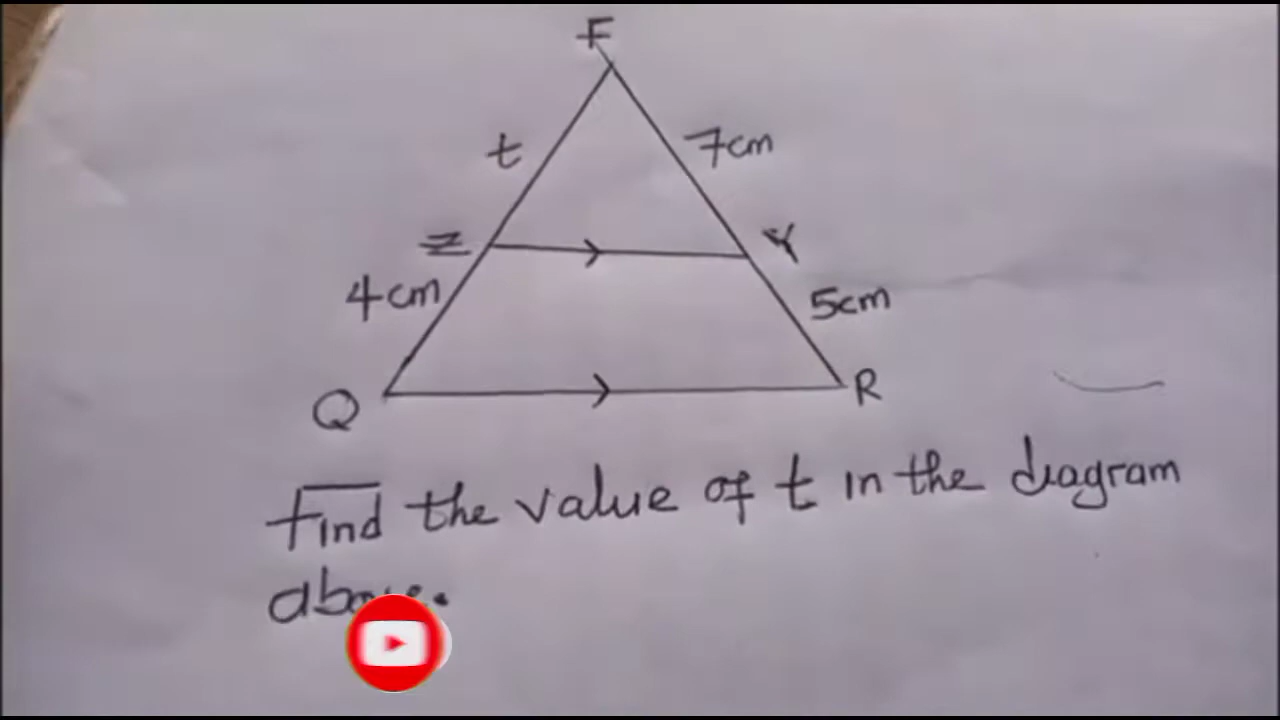 F
t
7cm
Z
Y
4cm
5cm
Q
R
Find the value of t in the diagram